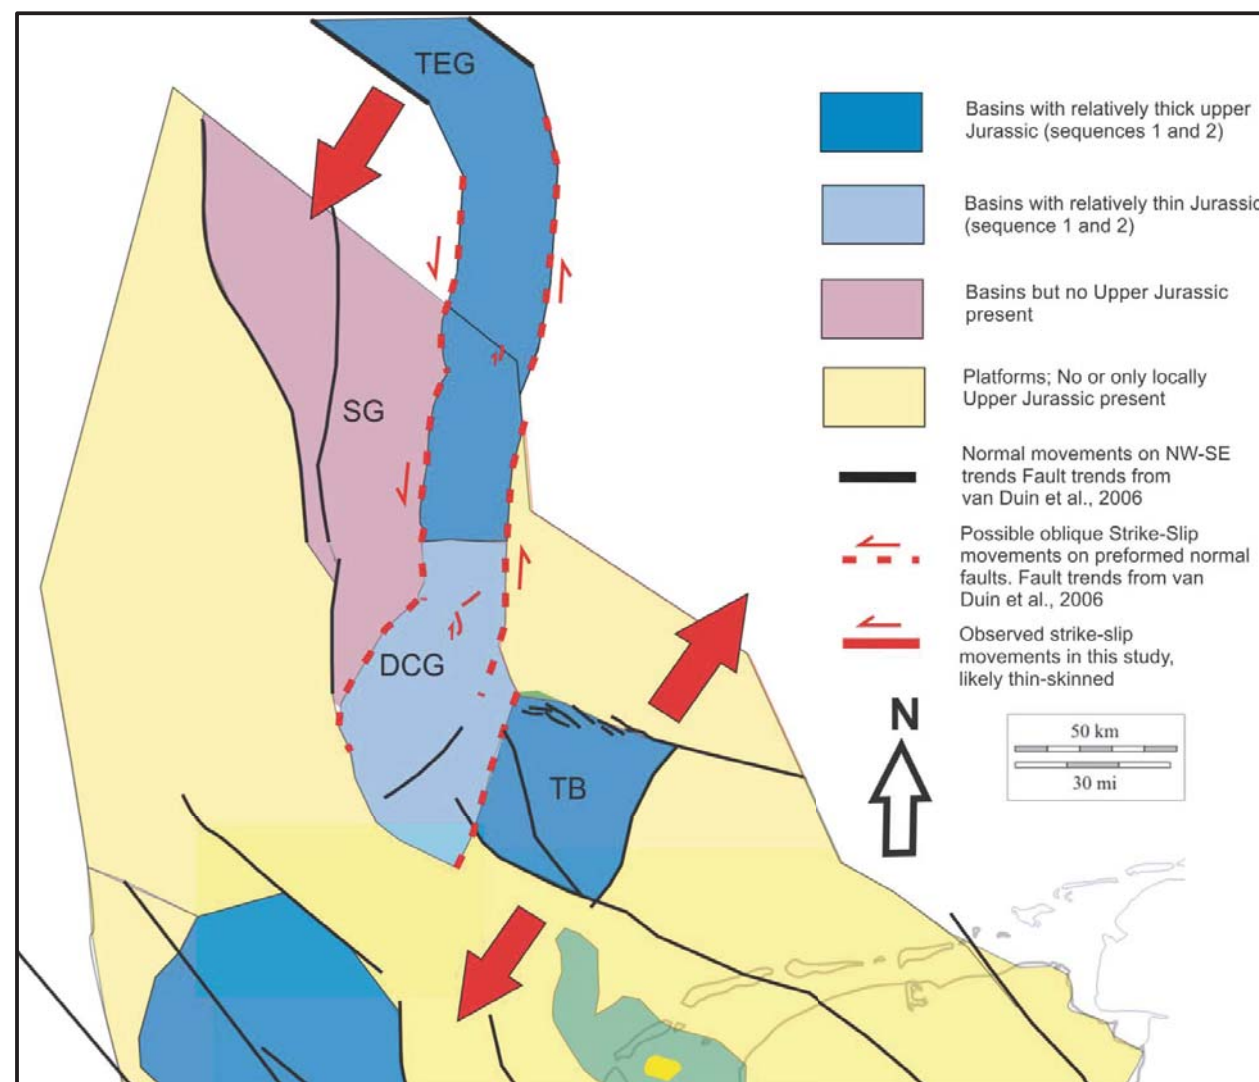 TEG
SG
DCG
TB
Basins with relatively thick upper
Jurassic (sequences 1 and 2)
Basins with relatively thin Jurassic
(sequence 1 and 2)
Basins but no Upper Jurassic
present
Platforms; No or only locally
Upper Jurassic present
Normal movements on NW-SE
trends Fault trends from
van Duin et al., 2006
Possible oblique Strike-Slip
movements on preformed normal
faults. Fault trends from van
Duin et al., 2006
Observed strike-slip
movements in this study,
likely thin-skinned
N
50 km
30 mi